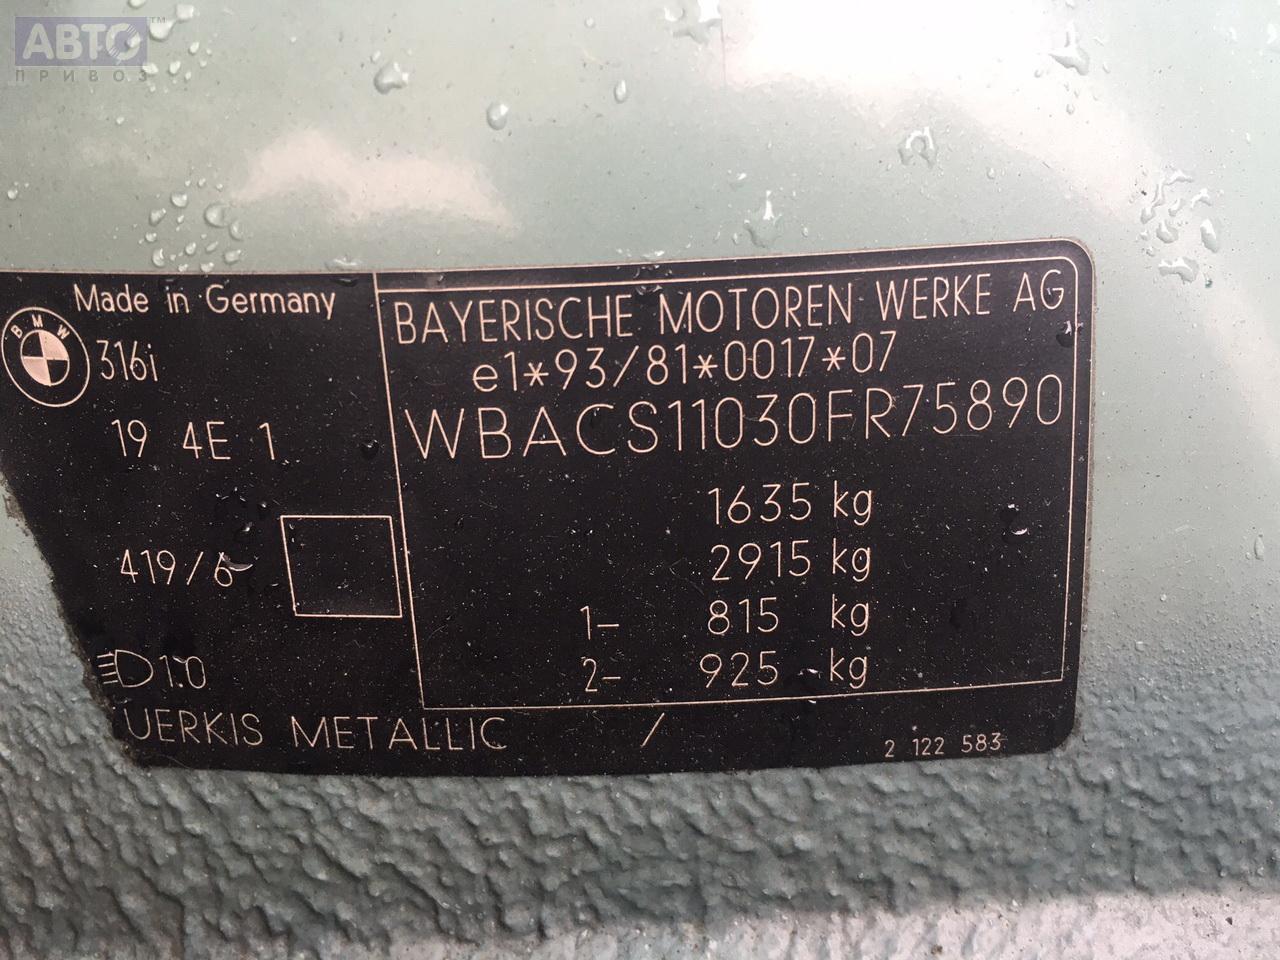 АВТО ™
ПРИВОЗ
Made in Germany
BMW
316i
19 4E 1
419/6
1.0
UERKIS METALLIC /
BAYERISCHE MOTOREN WERKE AG
e1*93/81*0017*07
WBACS11030FR75890
1635 kg
2915 kg
1- 815 kg
2- 925 kg
2 122 583